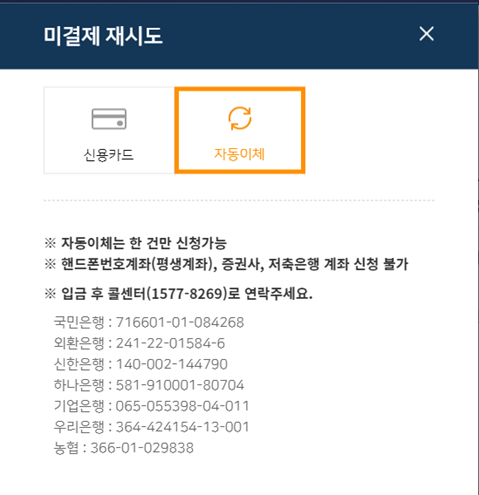 미결제 재시도
신용카드
자동이체
※ 자동이체는 한 건만 신청가능
※ 핸드폰번호계좌(평생계좌), 증권사, 저축은행 계좌 신청 불가
※ 입금 후 콜센터(1577-8269)로 연락주세요.
국민은행 : 716601-01-084268
외환은행 : 241-22-01584-6
신한은행 : 140-002-144790
하나은행 : 581-910001-80704
기업은행 : 065-055398-04-011
우리은행 : 364-424154-13-001
농협 : 366-01-029838